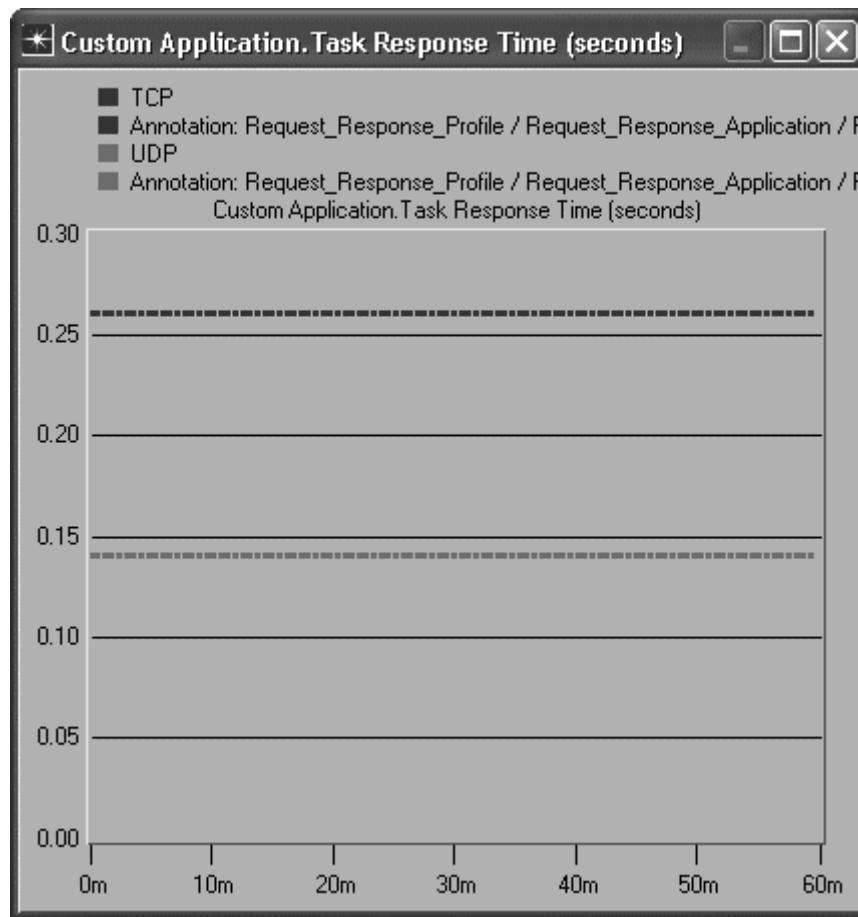 Custom Application.Task Response Time (seconds)
TCP
Annotation: Request_Response_Profile / Request_Response_Application /
UDP
Annotation: Request_Response_Profile / Request_Response_Application /
Custom Application.Task Response Time (seconds)
0.30
0.25
0.20
0.15
0.10
0.05
0.00
0m 10m 20m 30m 40m 50m 60m